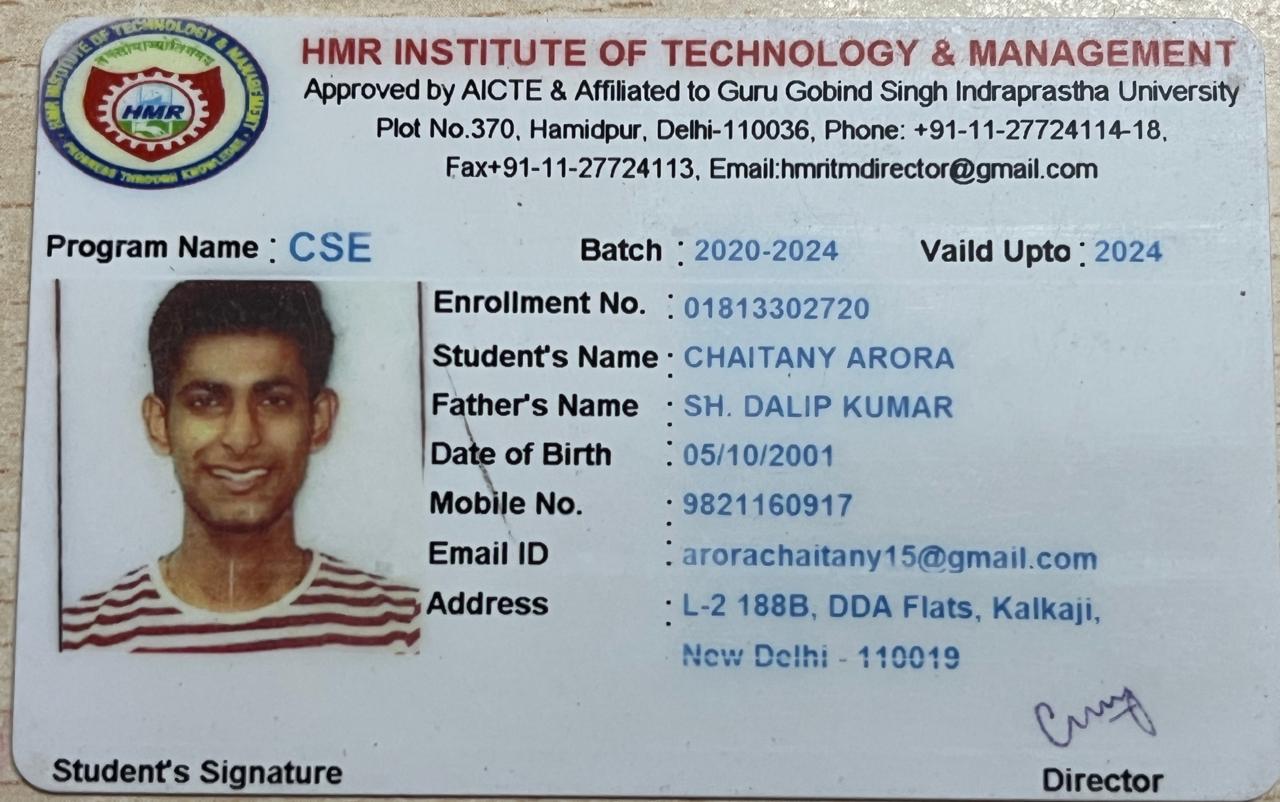 HMR INSTITUTE OF TECHNOLOGY & MANAGEMENT
तमसो मा ज्योतिर्गमय
HMR
PROGRESS THROUGH KNOWLEDGE
HMR INSTITUTE OF TECHNOLOGY & MANAGEMENT
Approved by AICTE & Affiliated to Guru Gobind Singh Indraprastha University
Plot No.370, Hamidpur, Delhi-110036, Phone: +91-11-27724114-18,
Fax+91-11-27724113, Email:hmritmdirector@gmail.com
Program Name : CSE Batch : 2020-2024 Vaild Upto : 2024
Enrollment No. : 01813302720
Student's Name : CHAITANY ARORA
Father's Name : SH. DALIP KUMAR
Date of Birth : 05/10/2001
Mobile No. : 9821160917
Email ID : arorachaitany15@gmail.com
Address : L-2 188B, DDA Flats, Kalkaji,
New Delhi - 110019
Student's Signature Director